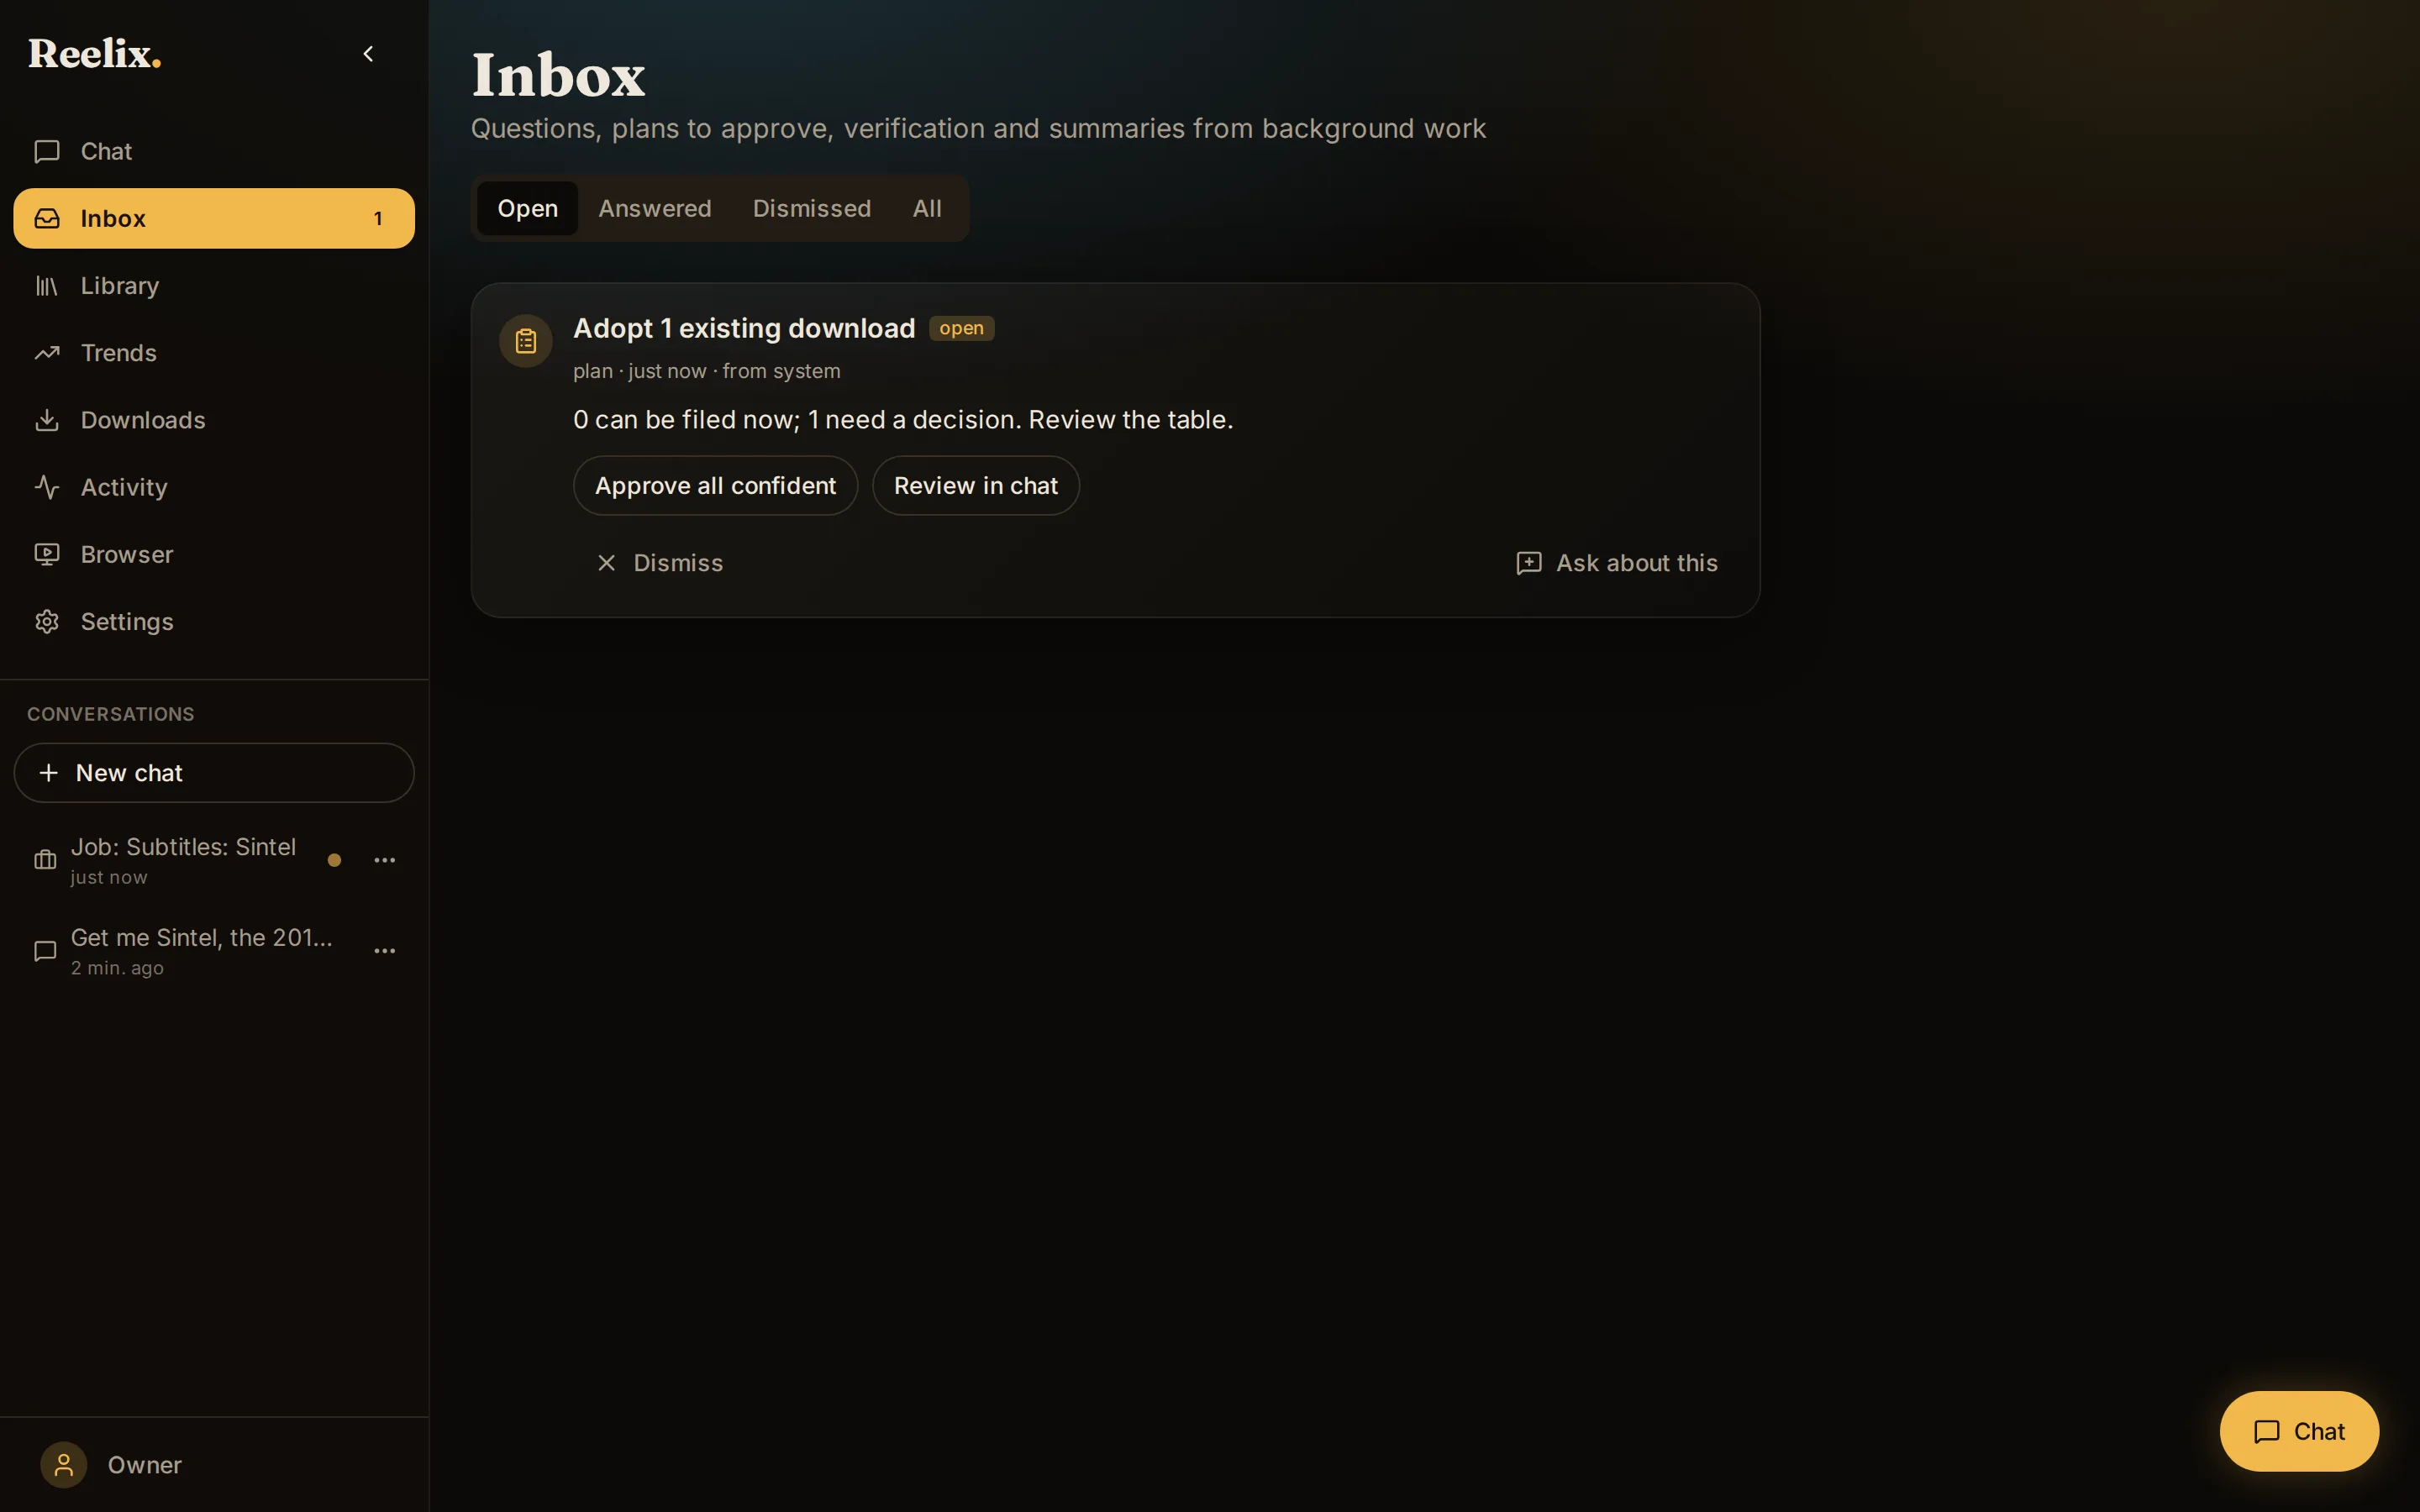 Reelix.
Chat
Inbox 1
Library
Trends
Downloads
Activity
Browser
Settings
CONVERSATIONS
New chat
Job: Subtitles: Sintel
just now
Get me Sintel, the 201...
2 min. ago
Owner
Inbox
Questions, plans to approve, verification and summaries from background work
Open Answered Dismissed All
Adopt 1 existing download open
plan · just now · from system
0 can be filed now; 1 need a decision. Review the table.
Approve all confident Review in chat
Dismiss Ask about this
Chat